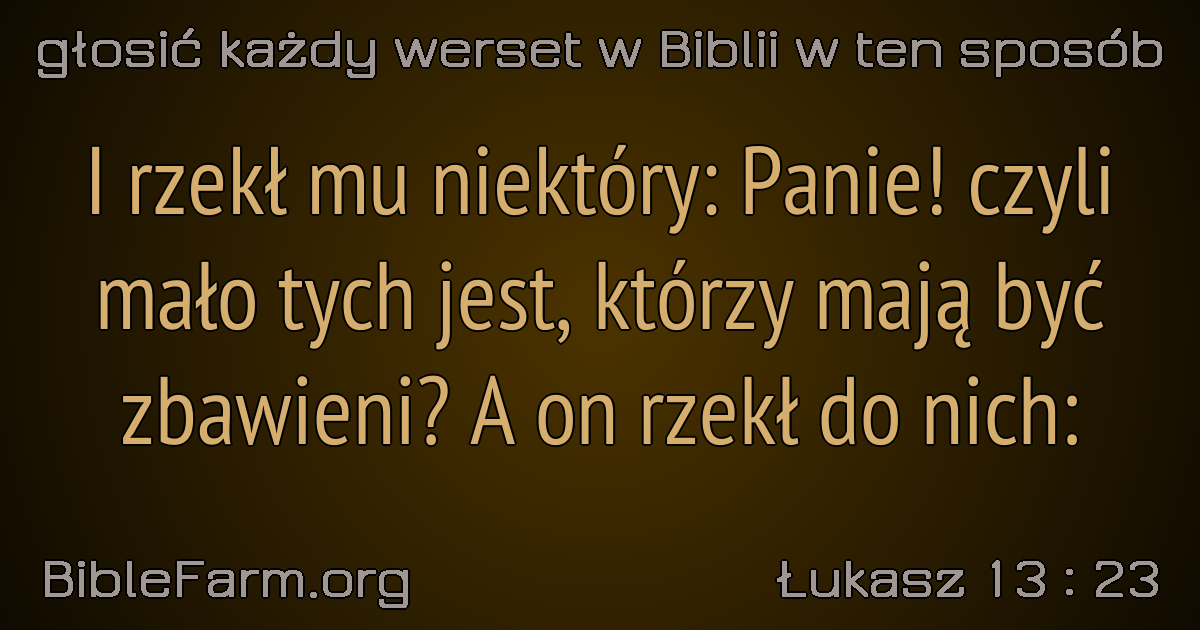 głosić każdy werset w Biblii w ten sposób
I rzekł mu niektóry: Panie! czyli
mało tych jest, którzy mają być
zbawieni? A on rzekł do nich:
BibleFarm.org
Łukasz 13 : 23